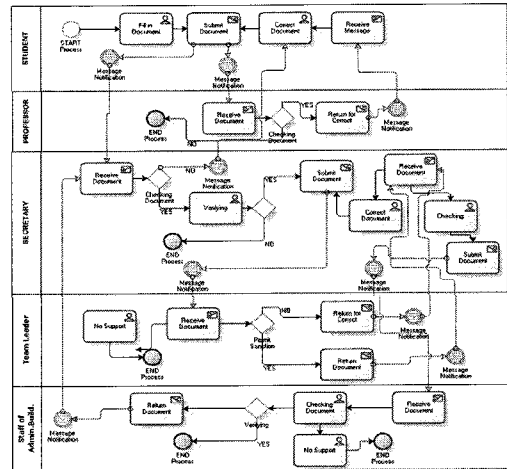 STUDENT
START
Process
Fill in
Document
Submit
Document
Correct
Document
Receive
Message
Message
Notification
Message
Notification
PROFESSOR
END
Process
NO
Receive
Document
Checking
Document
YES
Return for
Correct
Message
Notification
SECRETARY
Receive
Document
Checking
Document
NO
YES
Message
Notification
Verifying
YES
NO
END
Process
Submit
Document
Receive
Document
Correct
Document
Checking
Submit
Document
Message
Notification
Message
Notification
Team Leader
No Support
END
Process
Receive
Document
Permit
Sanction
NO
YES
Return for
Correct
Return
Document
Message
Notification
Message
Notification
Staff of
Admin.Build.
Message
Notification
Return
Document
Verifying
YES
END
Process
Checking
Document
Receive
Document
No Support
END
Process